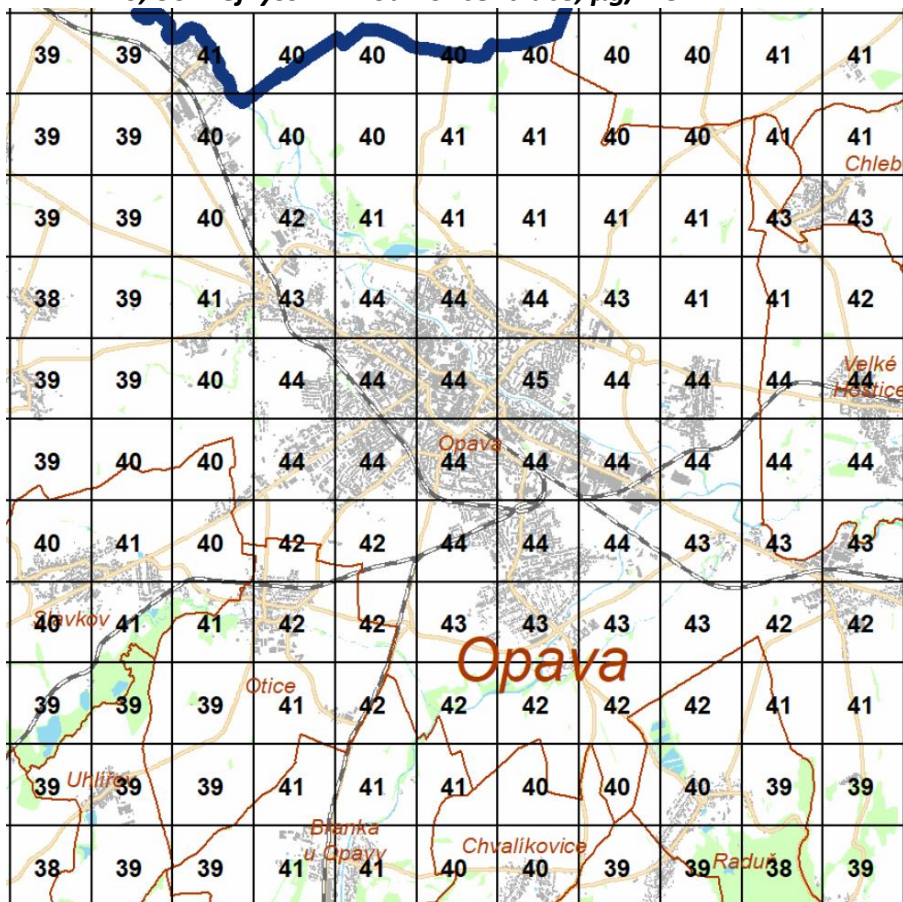 39 39 41 40 40 40 40 40 40 41 41
39 39 40 40 40 41 41 40 40 41 41
Chleb
39 39 40 42 41 41 41 41 41 43 43
38 39 41 43 44 44 44 43 41 41 42
Velké
39 39 40 44 44 44 45 44 44 44 44
Hoštice
Opava
39 40 40 44 44 44 44 44 44 44 44
40 41 40 42 42 44 44 44 43 43 43
Slavkov
40 41 41 42 42 43 43 43 43 42 42
Opava
Otice
39 39 39 41 42 42 42 42 42 41 41
Uhlířov
39 39 39 41 41 41 40 40 40 39 39
Branka
u Opavy
Chvalíkovice
Raduň
38 39 39 41 41 40 40 39 39 38 39